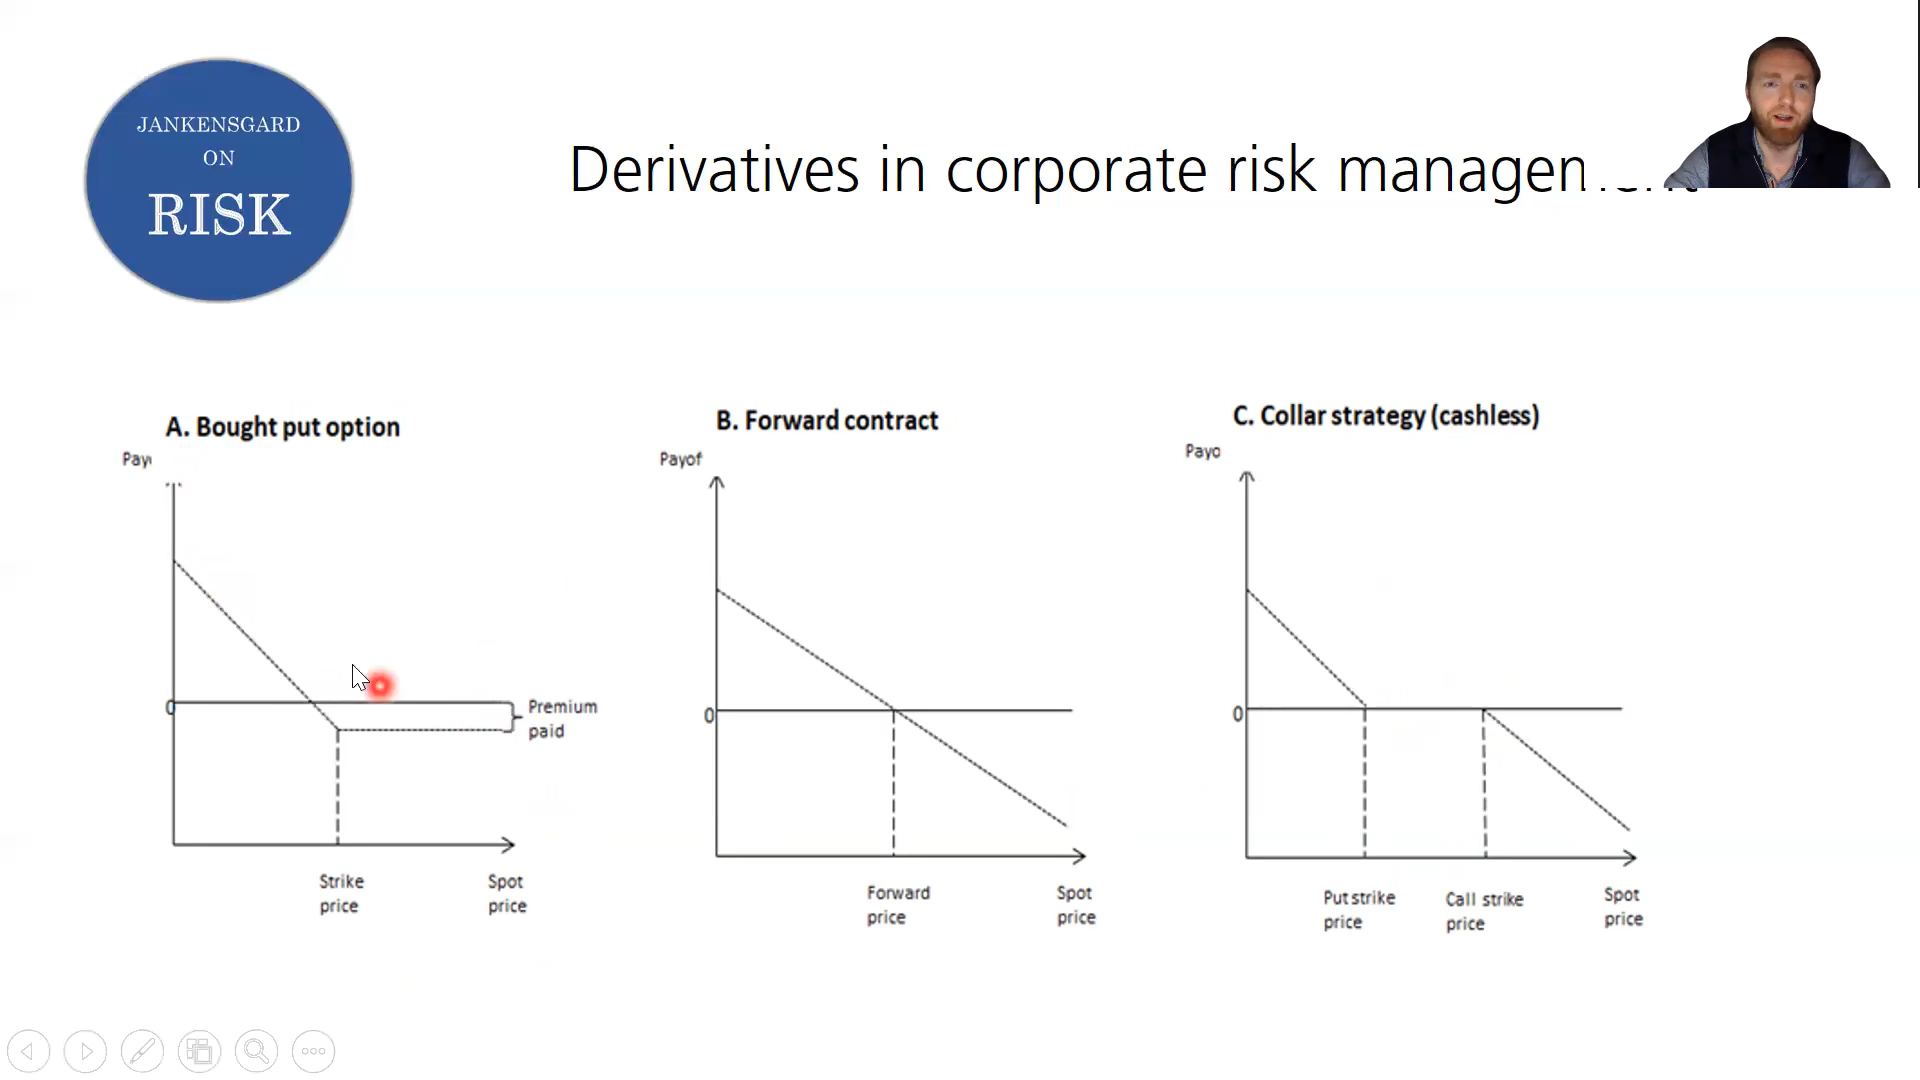 JANKENSGARD
ON
RISK
Derivatives in corporate risk managem
A. Bought put option
Pay
0
Premium
paid
Strike
price
Spot
price
B. Forward contract
Payof
0
Forward
price
Spot
price
C. Collar strategy (cashless)
Payo
0
Put strike
price
Call strike
price
Spot
price